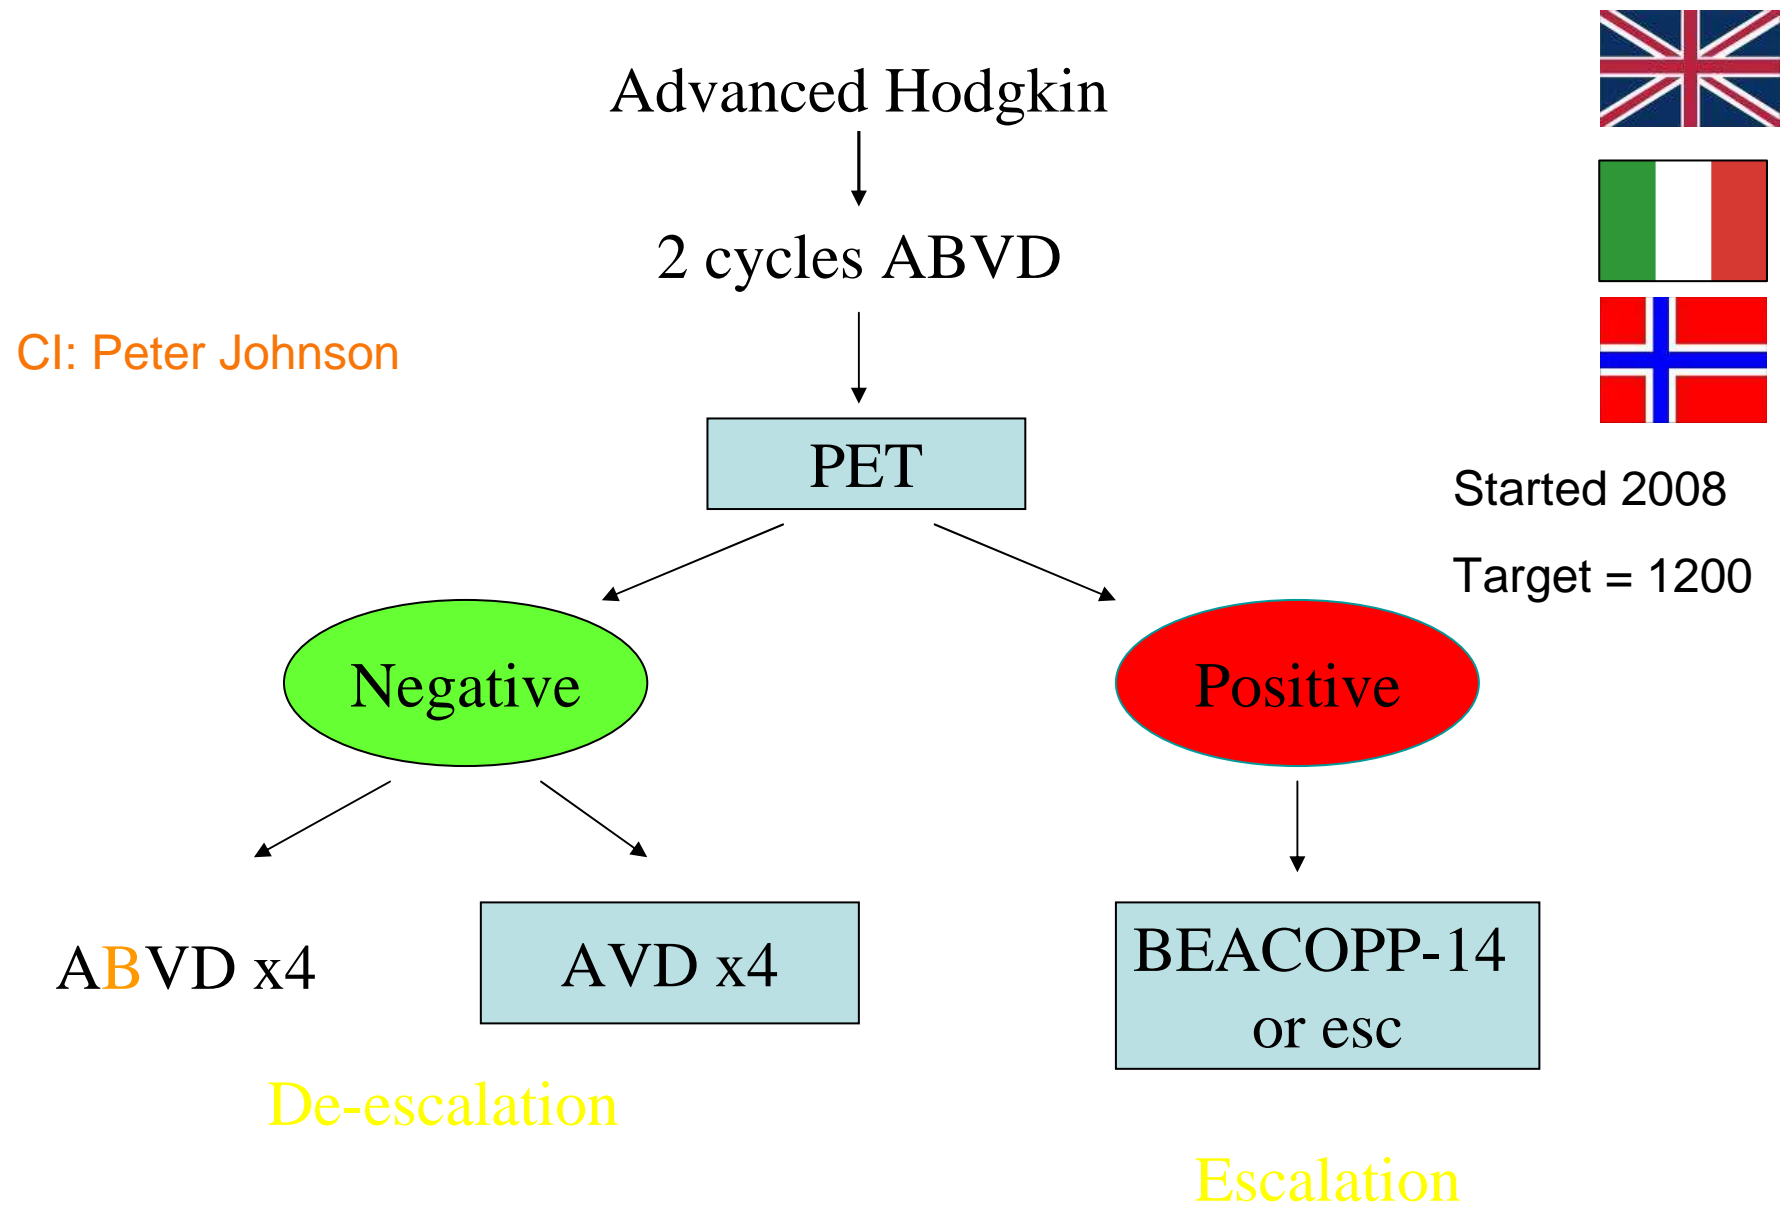 Advanced Hodgkin
2 cycles ABVD
CI: Peter Johnson
PET
Started 2008
Target = 1200
Negative
Positive
ABVD x4
AVD x4
BEACOPP-14
or esc
De-escalation
Escalation